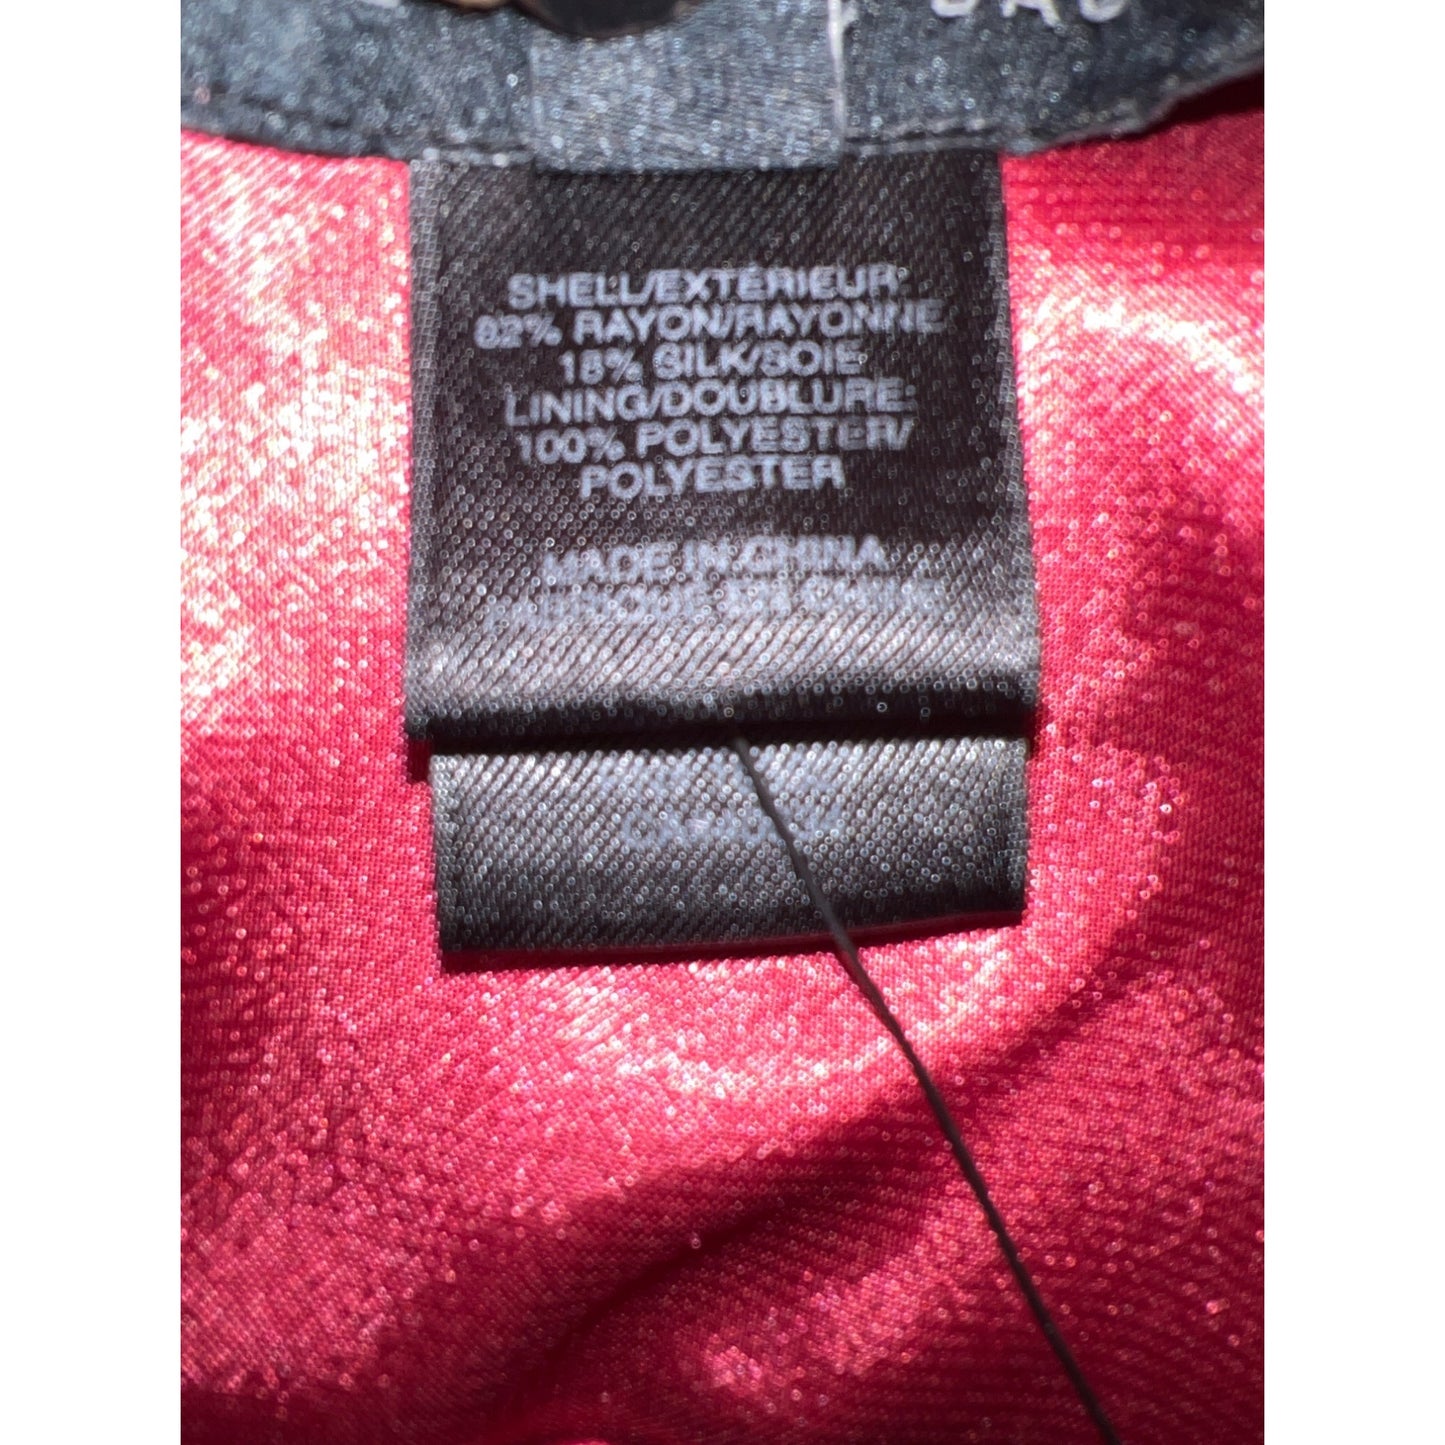 SHELL/EXTÉRIEUR:
82% RAYON/RAYONNE
18% SILK/SOIE
LINING/DOUBLURE:
100% POLYESTER/
POLYESTER
MADE IN CHINA